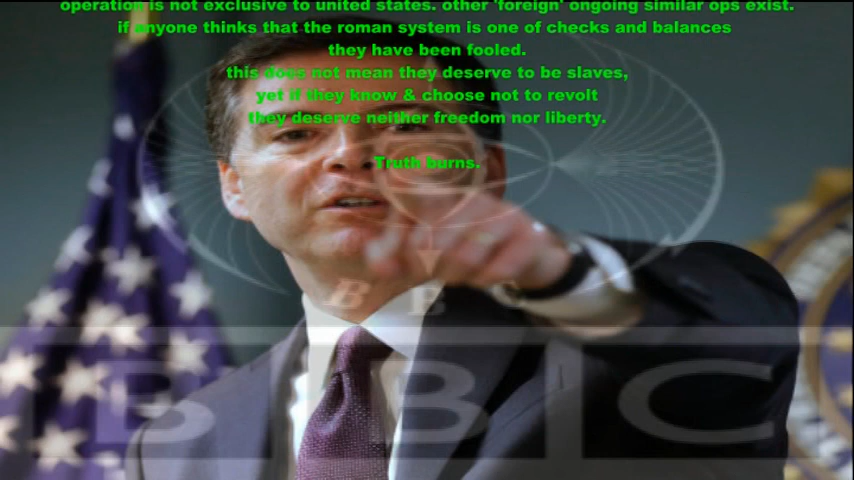 operation is not exclusive to united states. other 'foreign' ongoing similar ops exist.
if anyone thinks that the roman system is one of checks and balances
they have been fooled.
this does not mean they deserve to be slaves,
yet if they know & choose not to revolt
they deserve neither freedom nor liberty.
Truth burns.
B E
B B C